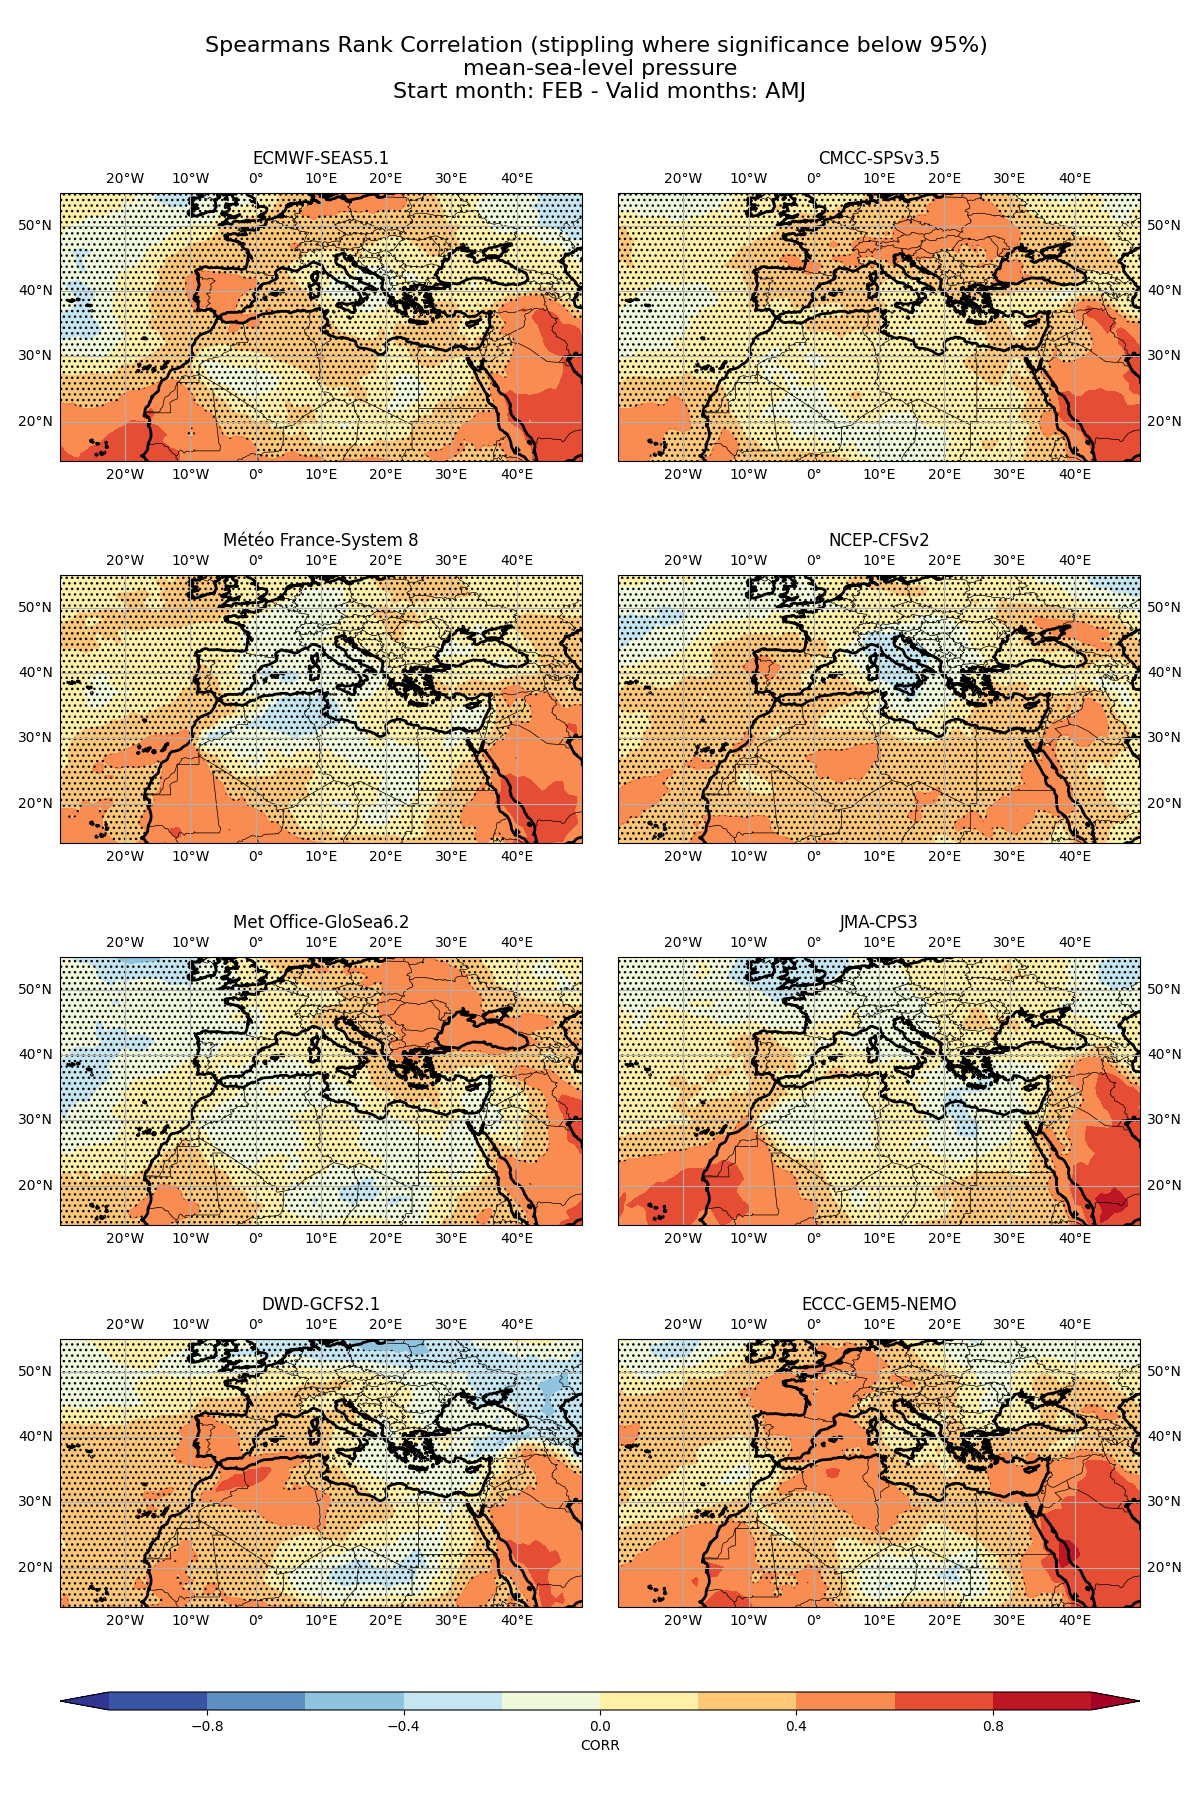 Spearmans Rank Correlation (stippling where significance below 95%)
mean-sea-level pressure
Start month: FEB - Valid months: AMJ
ECMWF-SEAS5.1
CMCC-SPSv3.5
20°W 10°W 0° 10°E 20°E 30°E 40°E
20°W 10°W 0° 10°E 20°E 30°E 40°E
50°N
50°N
40°N
40°N
30°N
30°N
20°N
20°N
20°W 10°W 0° 10°E 20°E 30°E 40°E
20°W 10°W 0° 10°E 20°E 30°E 40°E
Météo France-System 8
NCEP-CFSv2
20°W 10°W 0° 10°E 20°E 30°E 40°E
20°W 10°W 0° 10°E 20°E 30°E 40°E
50°N
50°N
40°N
40°N
30°N
30°N
20°N
20°N
20°W 10°W 0° 10°E 20°E 30°E 40°E
20°W 10°W 0° 10°E 20°E 30°E 40°E
Met Office-GloSea6.2
JMA-CPS3
20°W 10°W 0° 10°E 20°E 30°E 40°E
20°W 10°W 0° 10°E 20°E 30°E 40°E
50°N
50°N
40°N
40°N
30°N
30°N
20°N
20°N
20°W 10°W 0° 10°E 20°E 30°E 40°E
20°W 10°W 0° 10°E 20°E 30°E 40°E
DWD-GCFS2.1
ECCC-GEM5-NEMO
20°W 10°W 0° 10°E 20°E 30°E 40°E
20°W 10°W 0° 10°E 20°E 30°E 40°E
50°N
50°N
40°N
40°N
30°N
30°N
20°N
20°N
20°W 10°W 0° 10°E 20°E 30°E 40°E
20°W 10°W 0° 10°E 20°E 30°E 40°E
−0.8 −0.4 0.0 0.4 0.8
CORR